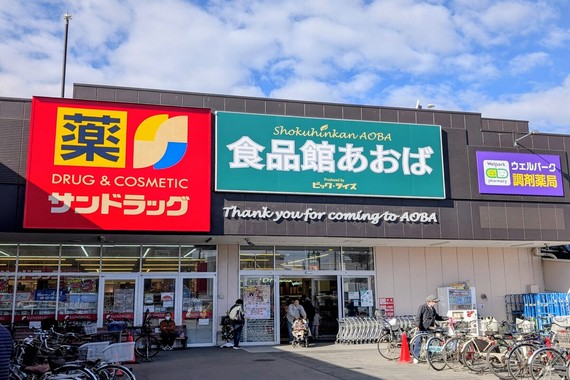 薬
DRUG & COSMETIC
サンドラッグ
Shokuhinkan AOBA
食品館あおば
Produced by
ビッグ・ライズ
Thank you for coming to AOBA
Welpark
pharmacy
ウェルパーク
調剤薬局